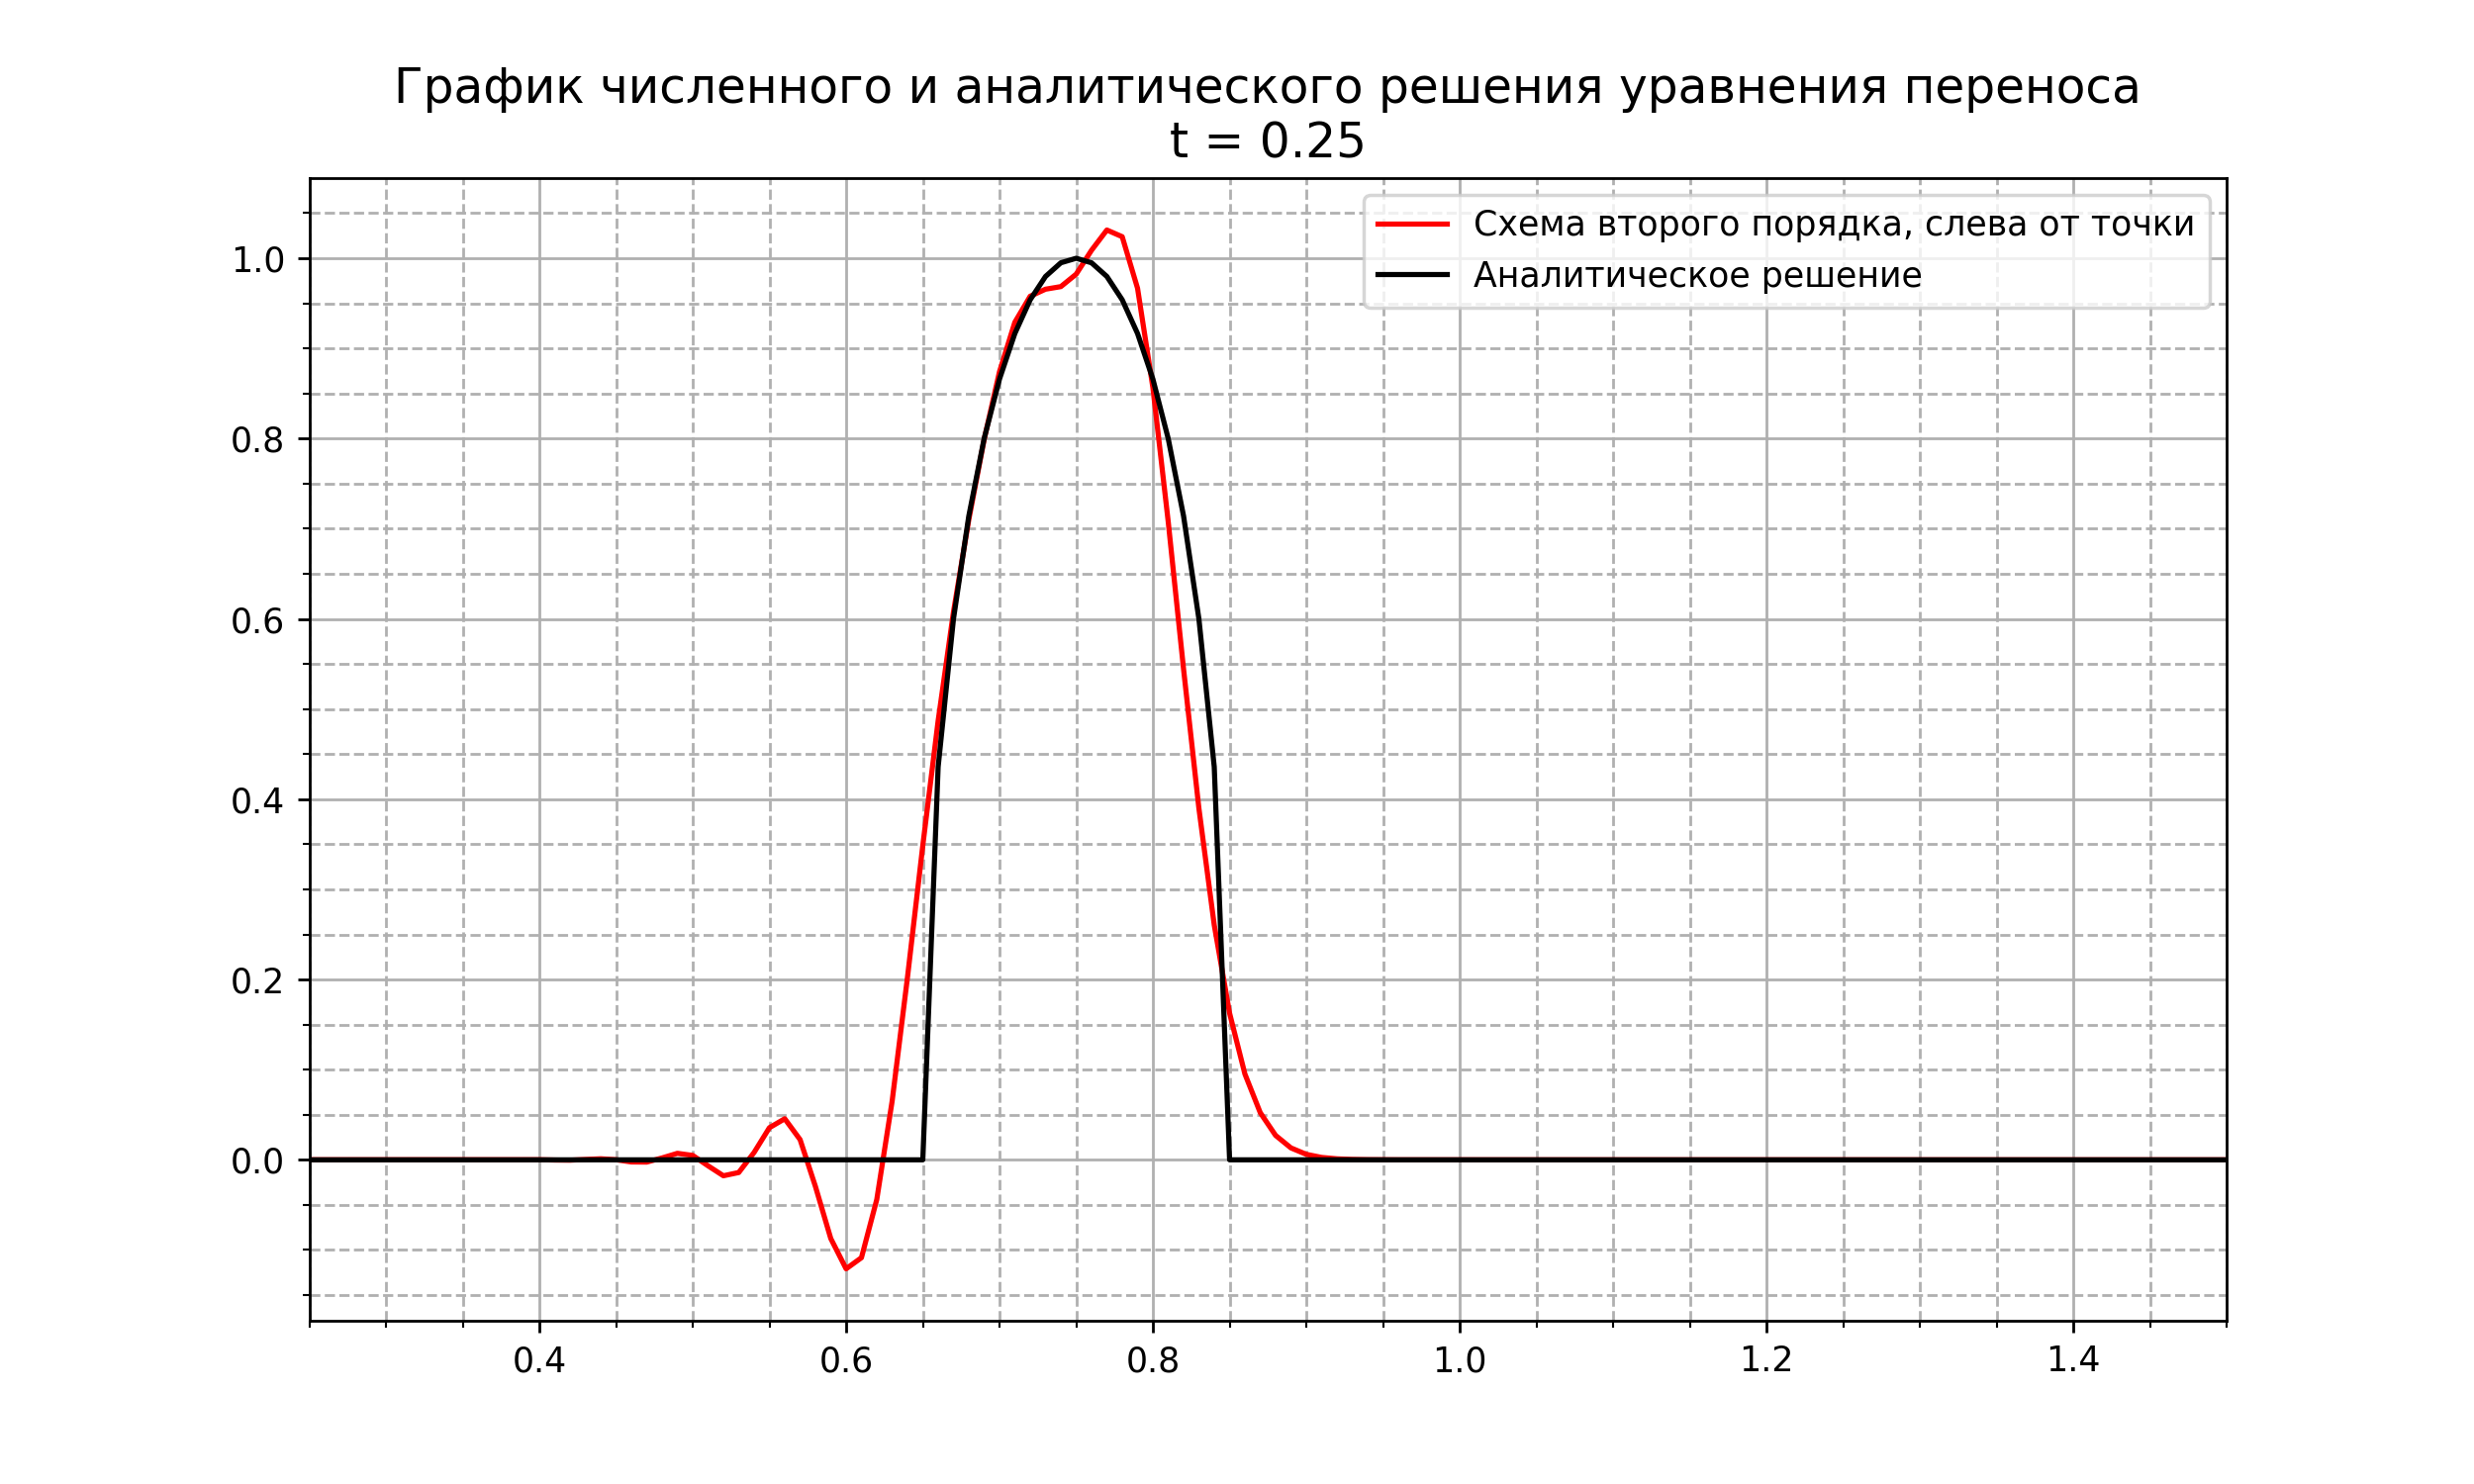 График численного и аналитического решения уравнения переноса
t = 0.25
Схема второго порядка, слева от точки
Аналитическое решение
1.0
0.8
0.6
0.4
0.2
0.0
0.4 0.6 0.8 1.0 1.2 1.4